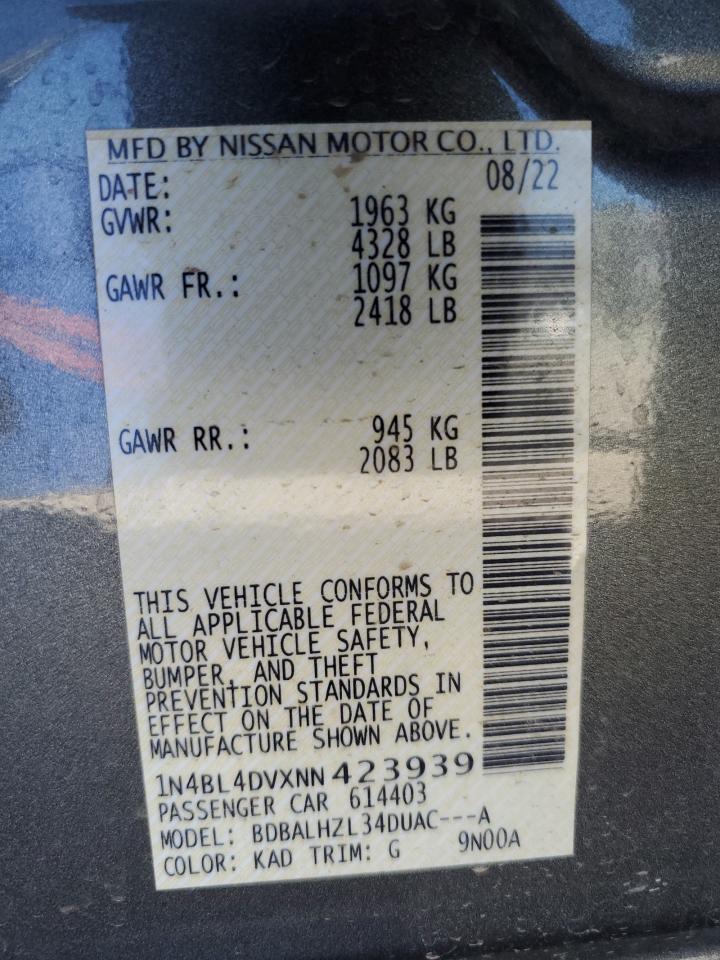 MFD BY NISSAN MOTOR CO., LTD.
DATE: 08/22
GVWR: 1963 KG
4328 LB
GAWR FR.: 1097 KG
2418 LB
GAWR RR.: 945 KG
2083 LB
THIS VEHICLE CONFORMS TO
ALL APPLICABLE FEDERAL
MOTOR VEHICLE SAFETY,
BUMPER, AND THEFT
PREVENTION STANDARDS IN
EFFECT ON THE DATE OF
MANUFACTURE SHOWN ABOVE.
1N4BL4DVXNN423939
PASSENGER CAR 614403
MODEL: BDBALHZL34DUAC---A
COLOR: KAD TRIM: G 9N00A